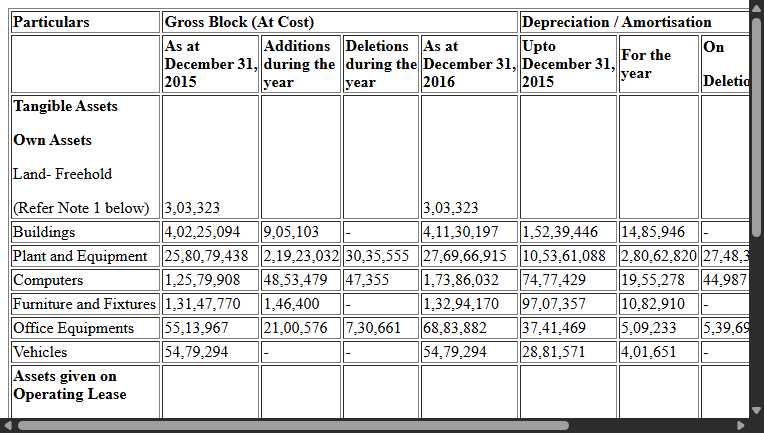 Particulars Gross Block (At Cost) Depreciation / Amortisation
As at Additions Deletions As at Upto For the On
December 31, during the during the December 31, December 31, year
2015 year year 2016 2015
Tangible Assets
Own Assets
Land- Freehold
(Refer Note 1 below) 3,03,323 3,03,323
Buildings 4,02,25,094 9,05,103 - 4,11,30,197 1,52,39,446 14,85,946 -
Plant and Equipment 25,80,79,438 2,19,23,032 30,35,555 27,69,66,915 10,53,61,088 2,80,62,820 27,48,3
Computers 1,25,79,908 48,53,479 47,355 1,73,86,032 74,77,429 19,55,278 44,987
Furniture and Fixtures 1,31,47,770 1,46,400 - 1,32,94,170 97,07,357 10,82,910 -
Office Equipments 55,13,967 21,00,576 7,30,661 68,83,882 37,41,469 5,09,233 5,39,69
Vehicles 54,79,294 - - 54,79,294 28,81,571 4,01,651 -
Assets given on
Operating Lease